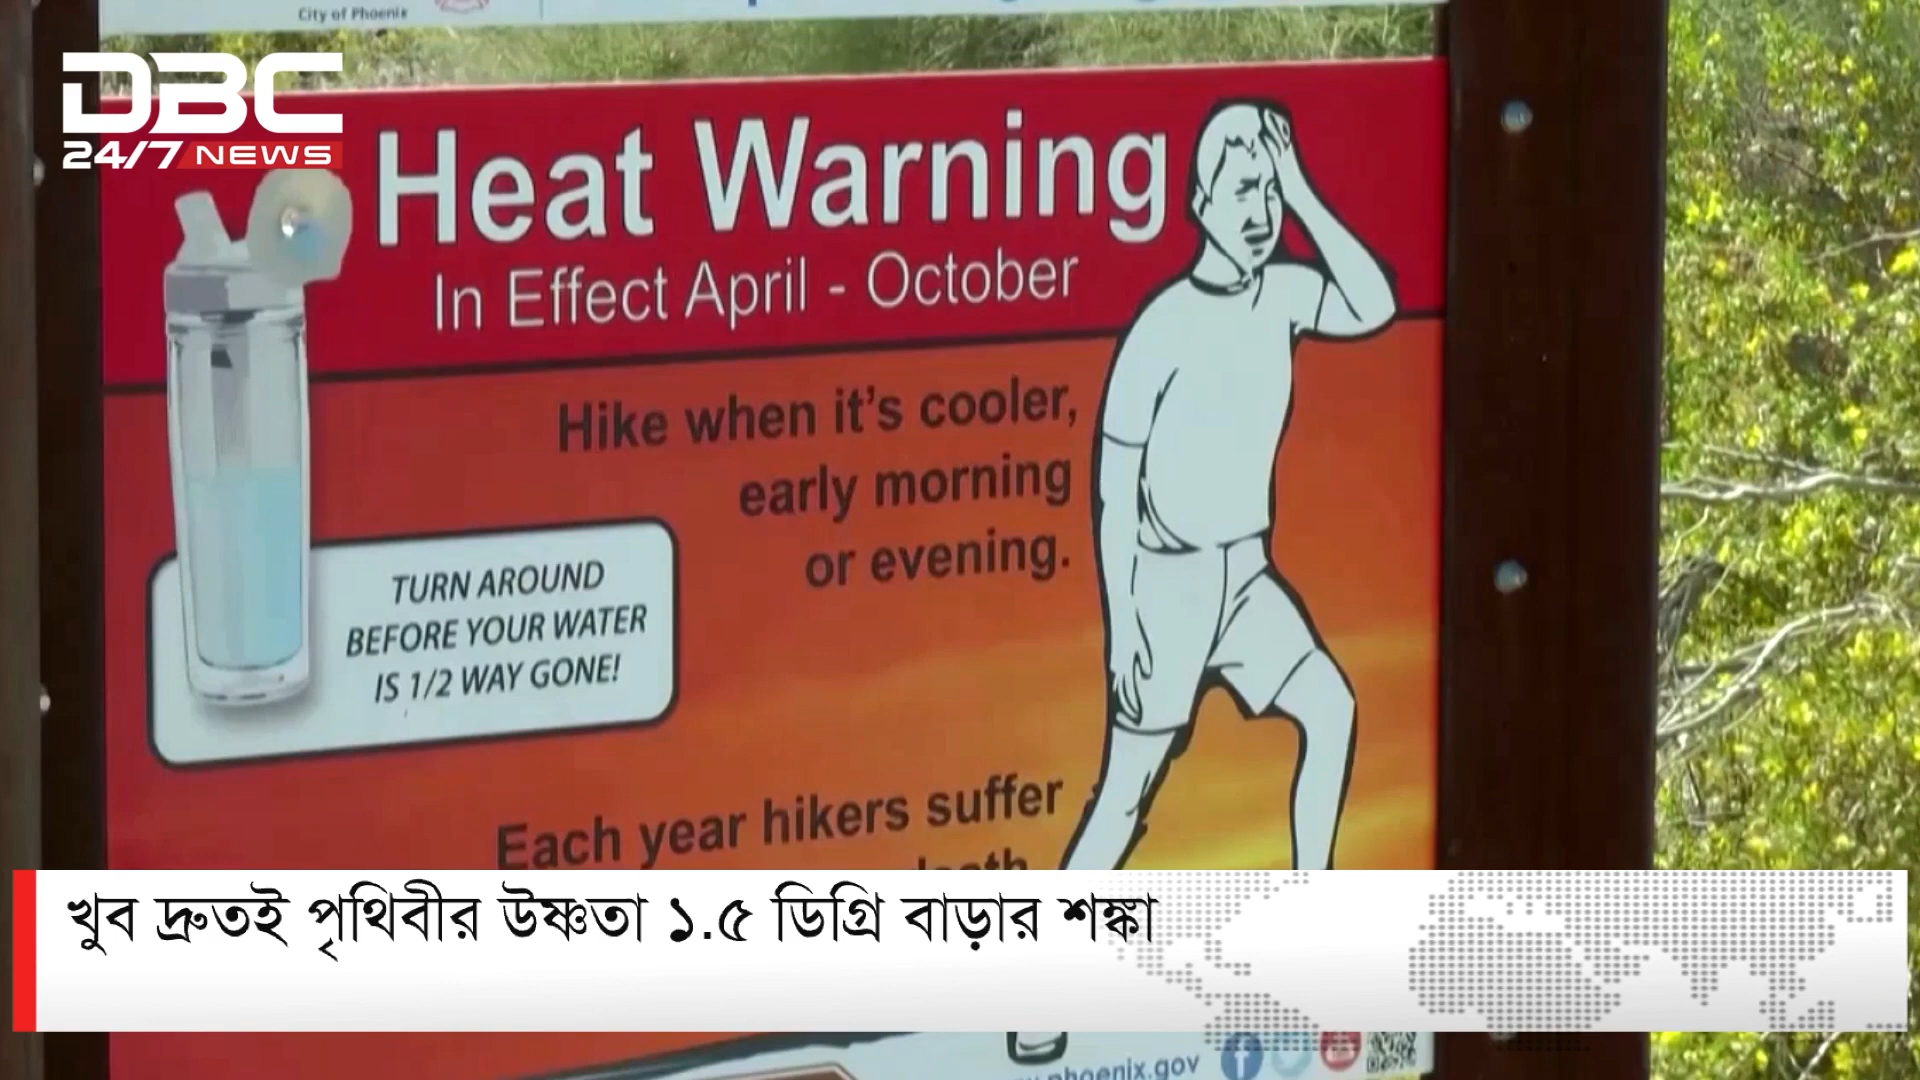 City of Phoenix
DBC
24/7 NEWS
Heat Warning
In Effect April - October
Hike when it's cooler,
early morning
or evening.
TURN AROUND
BEFORE YOUR WATER
IS 1/2 WAY GONE!
Each year hikers suffer
খুব দ্রুতই পৃথিবীর উষ্ণতা ১.৫ ডিগ্রি বাড়ার শঙ্কা
phoenix.gov